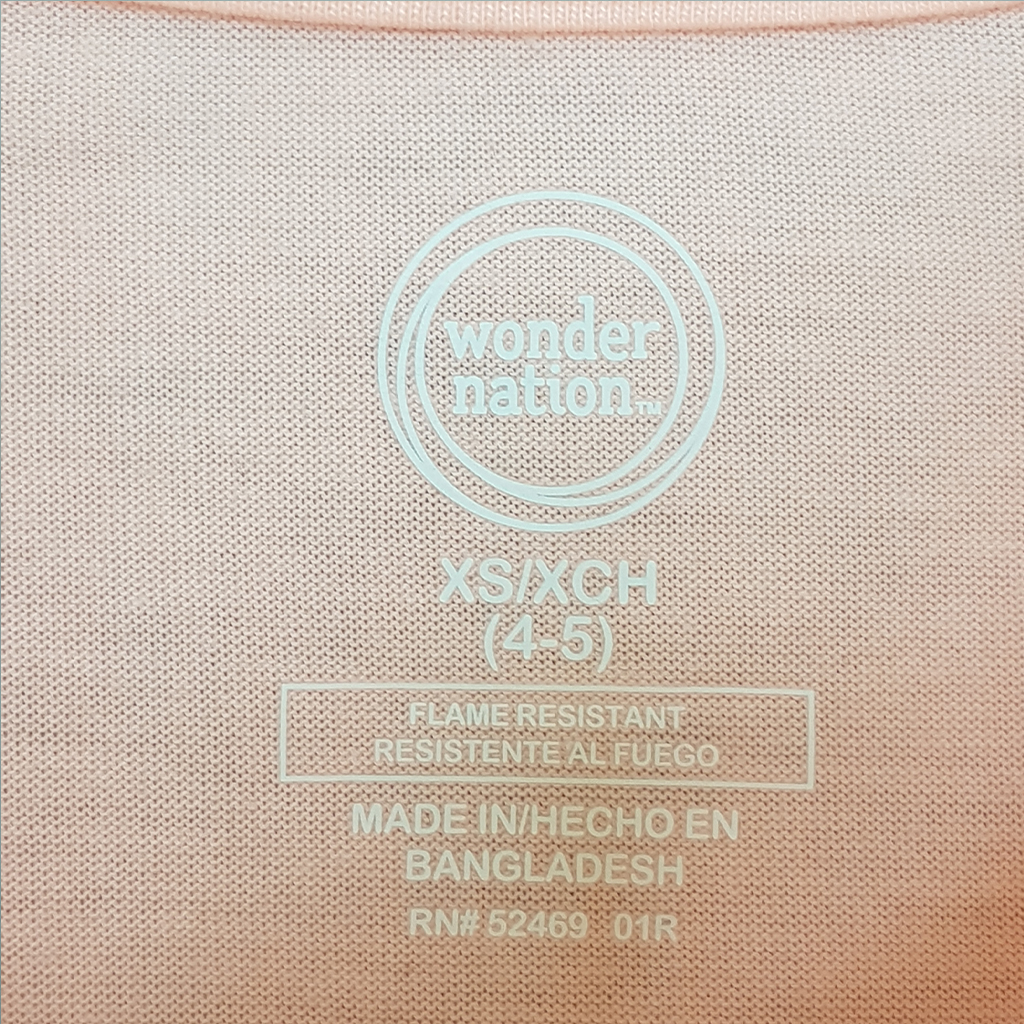 wonder
nation™
XS/XCH
(4-5)
FLAME RESISTANT
RESISTENTE AL FUEGO
MADE IN/HECHO EN
BANGLADESH
RN# 52469 01R